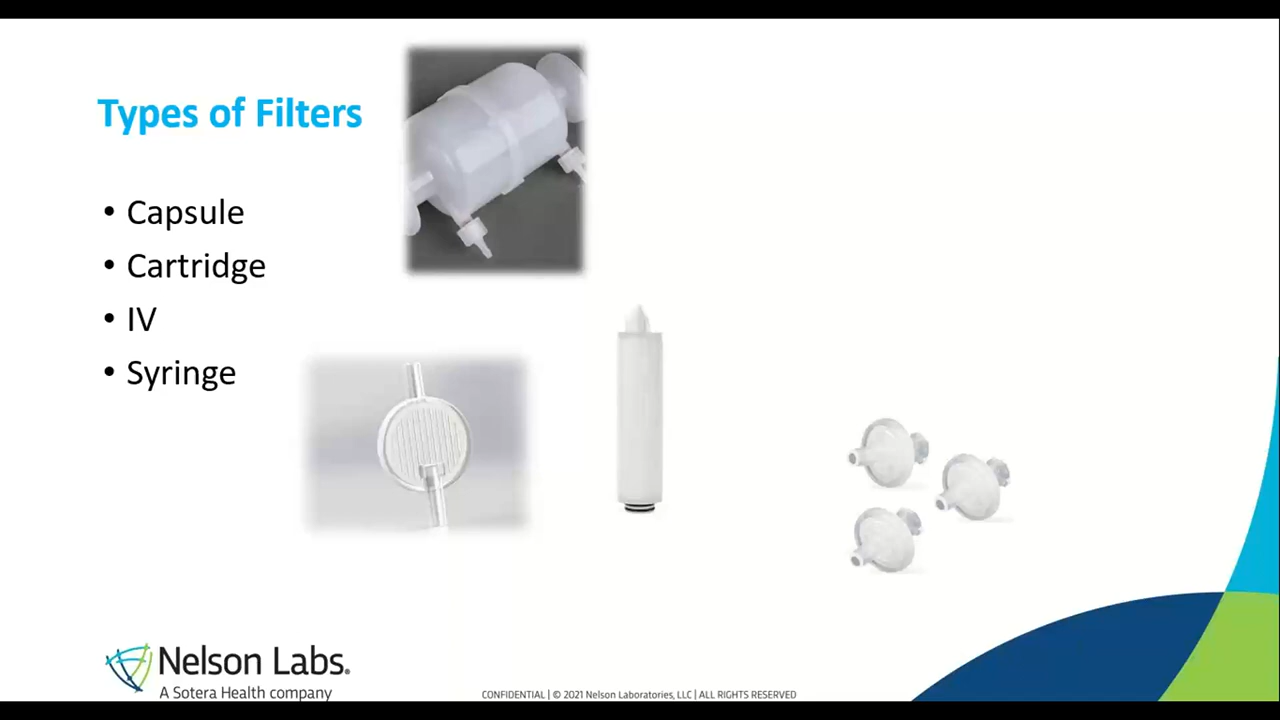 Types of Filters
• Capsule
• Cartridge
• IV
• Syringe
Nelson Labs.
A Sotera Health company
CONFIDENTIAL | © 2021 Nelson Laboratories, LLC | ALL RIGHTS RESERVED